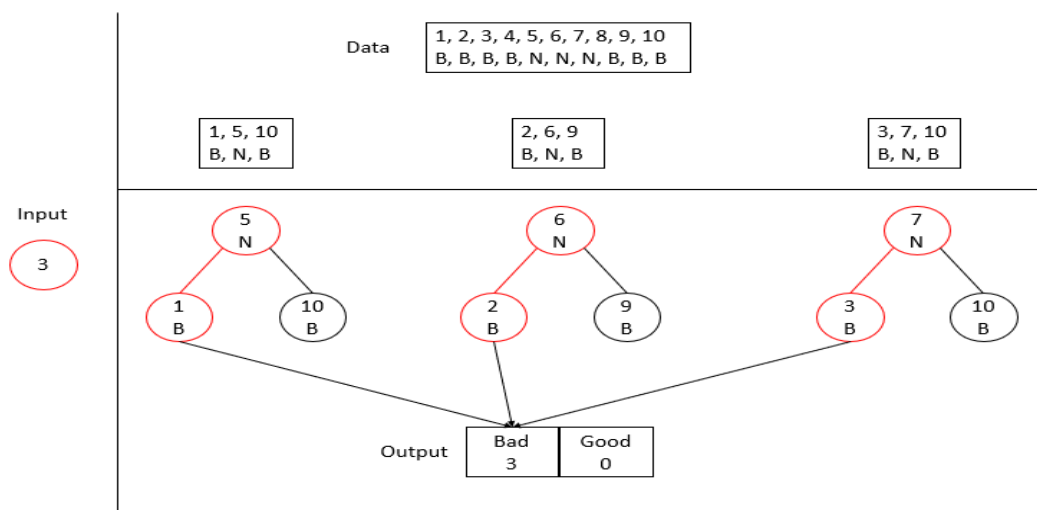 Data
1, 2, 3, 4, 5, 6, 7, 8, 9, 10
B, B, B, B, N, N, N, B, B, B
1, 5, 10
B, N, B
2, 6, 9
B, N, B
3, 7, 10
B, N, B
Input
3
5
N
6
N
7
N
1
B
10
B
2
B
9
B
3
B
10
B
Output
Bad
3
Good
0